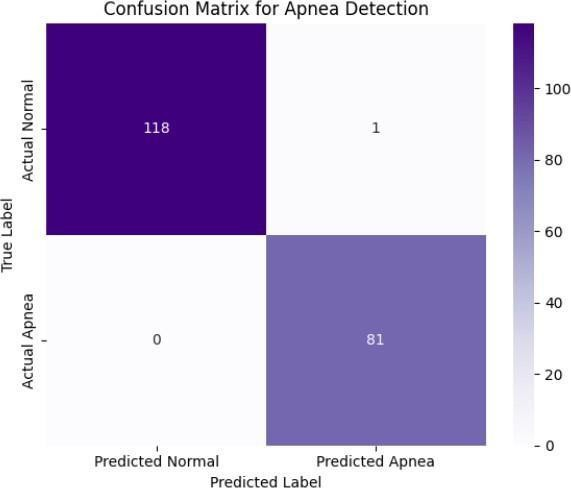 Confusion Matrix for Apnea Detection
True Label
Actual Normal
118
1
Actual Apnea
0
81
Predicted Normal
Predicted Apnea
Predicted Label
100
80
60
40
20
0